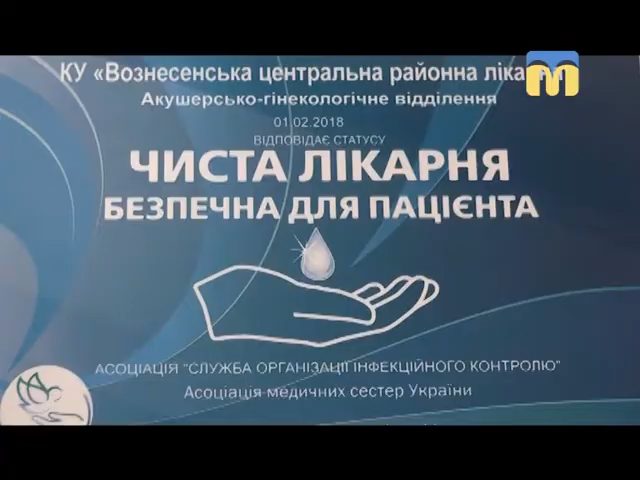 КУ «Вознесенська центральна районна
Акушерсько-гінекологічне відділення
01.02.2018
ВІДПОВІДАЄ СТАТУСУ
ЧИСТА ЛІКАРНЯ
БЕЗПЕЧНА ДЛЯ ПАЦІЄНТА
АСОЦІАЦІЯ "СЛУЖБА ОРГАНІЗАЦІЇ ІНФЕКЦІЙНОГО КОНТРОЛЮ"
Асоціація медичних сестер України